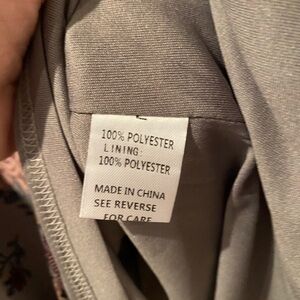 L
100% POLYESTER
LINING:
100% POLYESTER
MADE IN CHINA
SEE REVERSE
FOR CARE